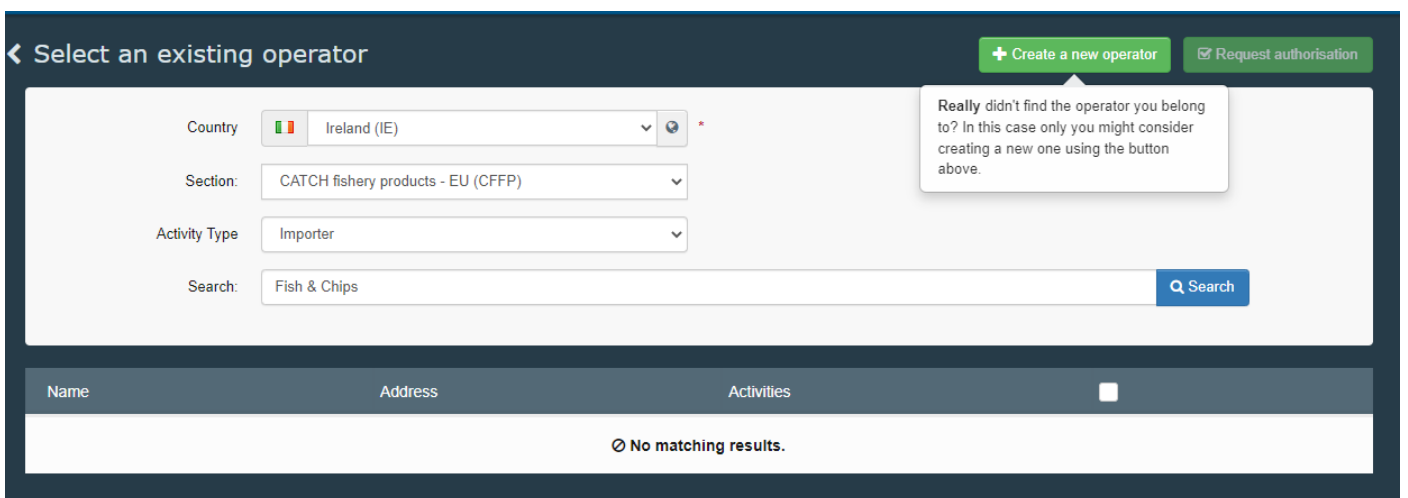 Select an existing operator
Create a new operator
Request authorisation
Really didn't find the operator you belong
to? In this case only you might consider
creating a new one using the button
above.
Country
Ireland (IE)
*
Section:
CATCH fishery products - EU (CFFP)
Activity Type
Importer
Search:
Fish & Chips
Search
Name
Address
Activities
No matching results.